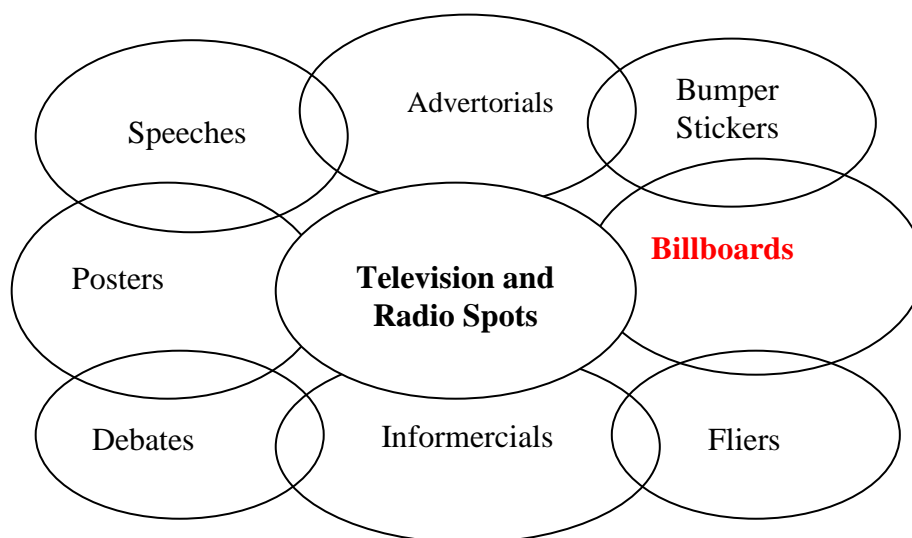 Speeches
Advertorials
Bumper
Stickers
Posters
Television and
Radio Spots
Billboards
Debates
Informercials
Fliers